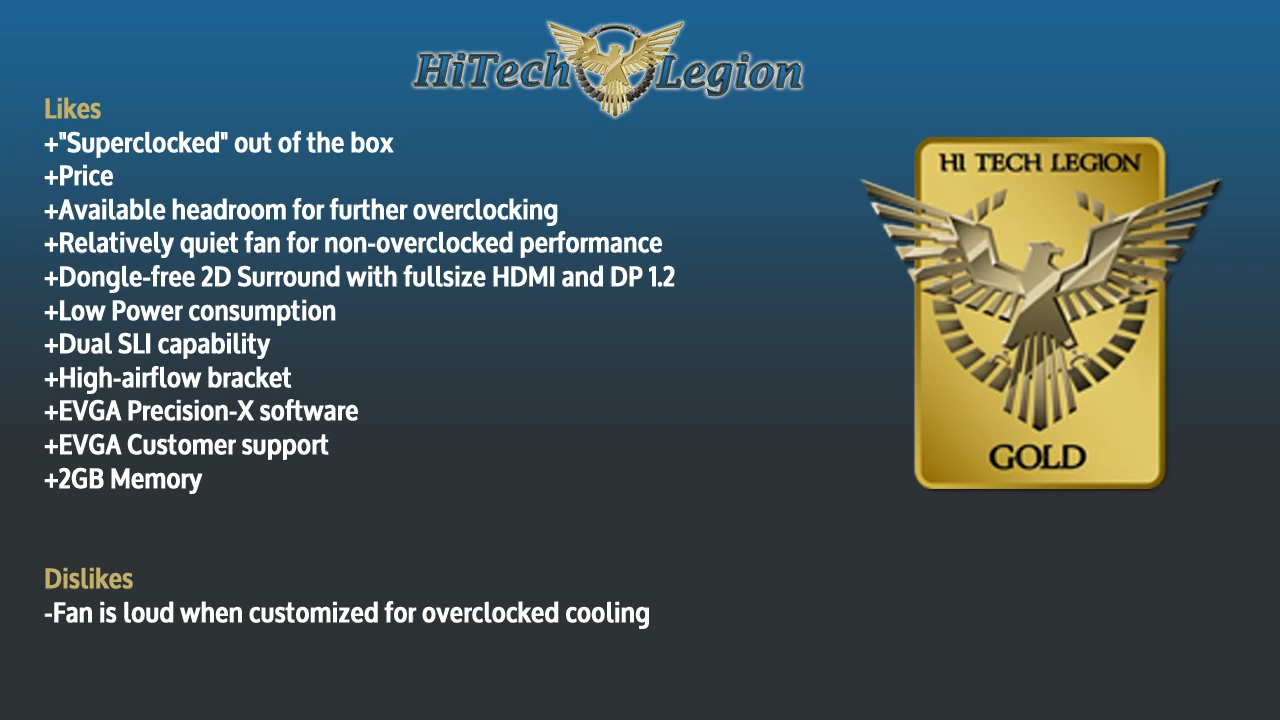 HiTech Legion
Likes
+"Superclocked" out of the box
+Price
+Available headroom for further overclocking
+Relatively quiet fan for non-overclocked performance
+Dongle-free 2D Surround with fullsize HDMI and DP 1.2
+Low Power consumption
+Dual SLI capability
+High-airflow bracket
+EVGA Precision-X software
+EVGA Customer support
+2GB Memory
Dislikes
-Fan is loud when customized for overclocked cooling
HI TECH LEGION
GOLD